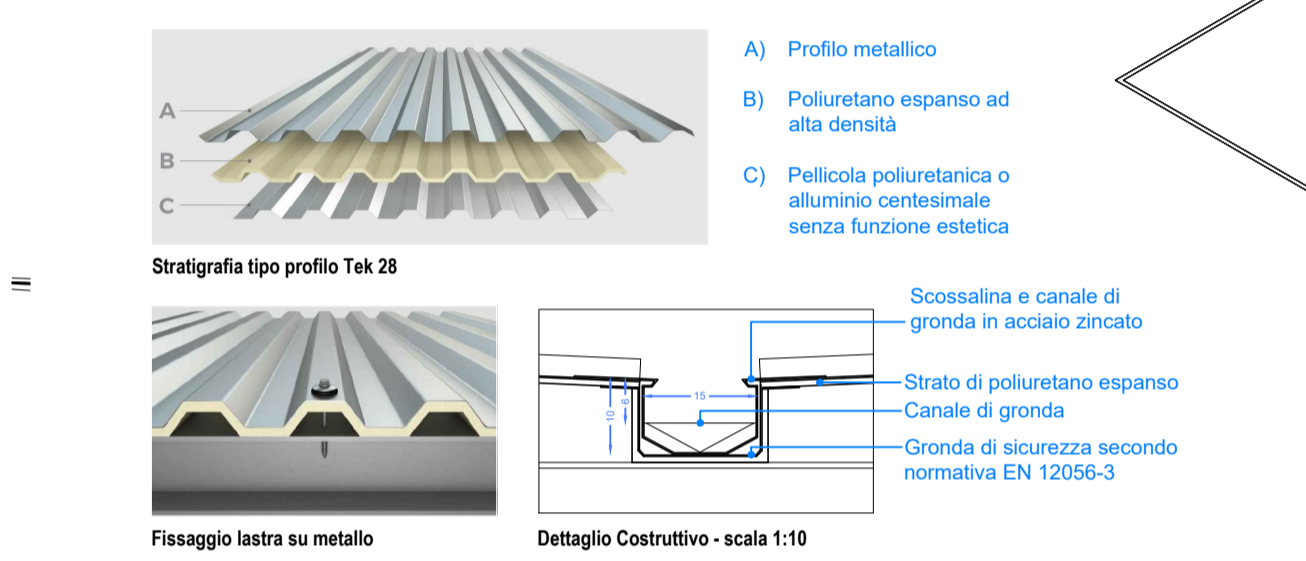 A
B
C
A) Profilo metallico
B) Poliuretano espanso ad
alta densità
C) Pellicola poliuretanica o
alluminio centesimale
senza funzione estetica
Stratigrafia tipo profilo Tek 28
Fissaggio lastra su metallo
15
10
6
Scossalina e canale di
gronda in acciaio zincato
Strato di poliuretano espanso
Canale di gronda
Gronda di sicurezza secondo
normativa EN 12056-3
Dettaglio Costruttivo - scala 1:10